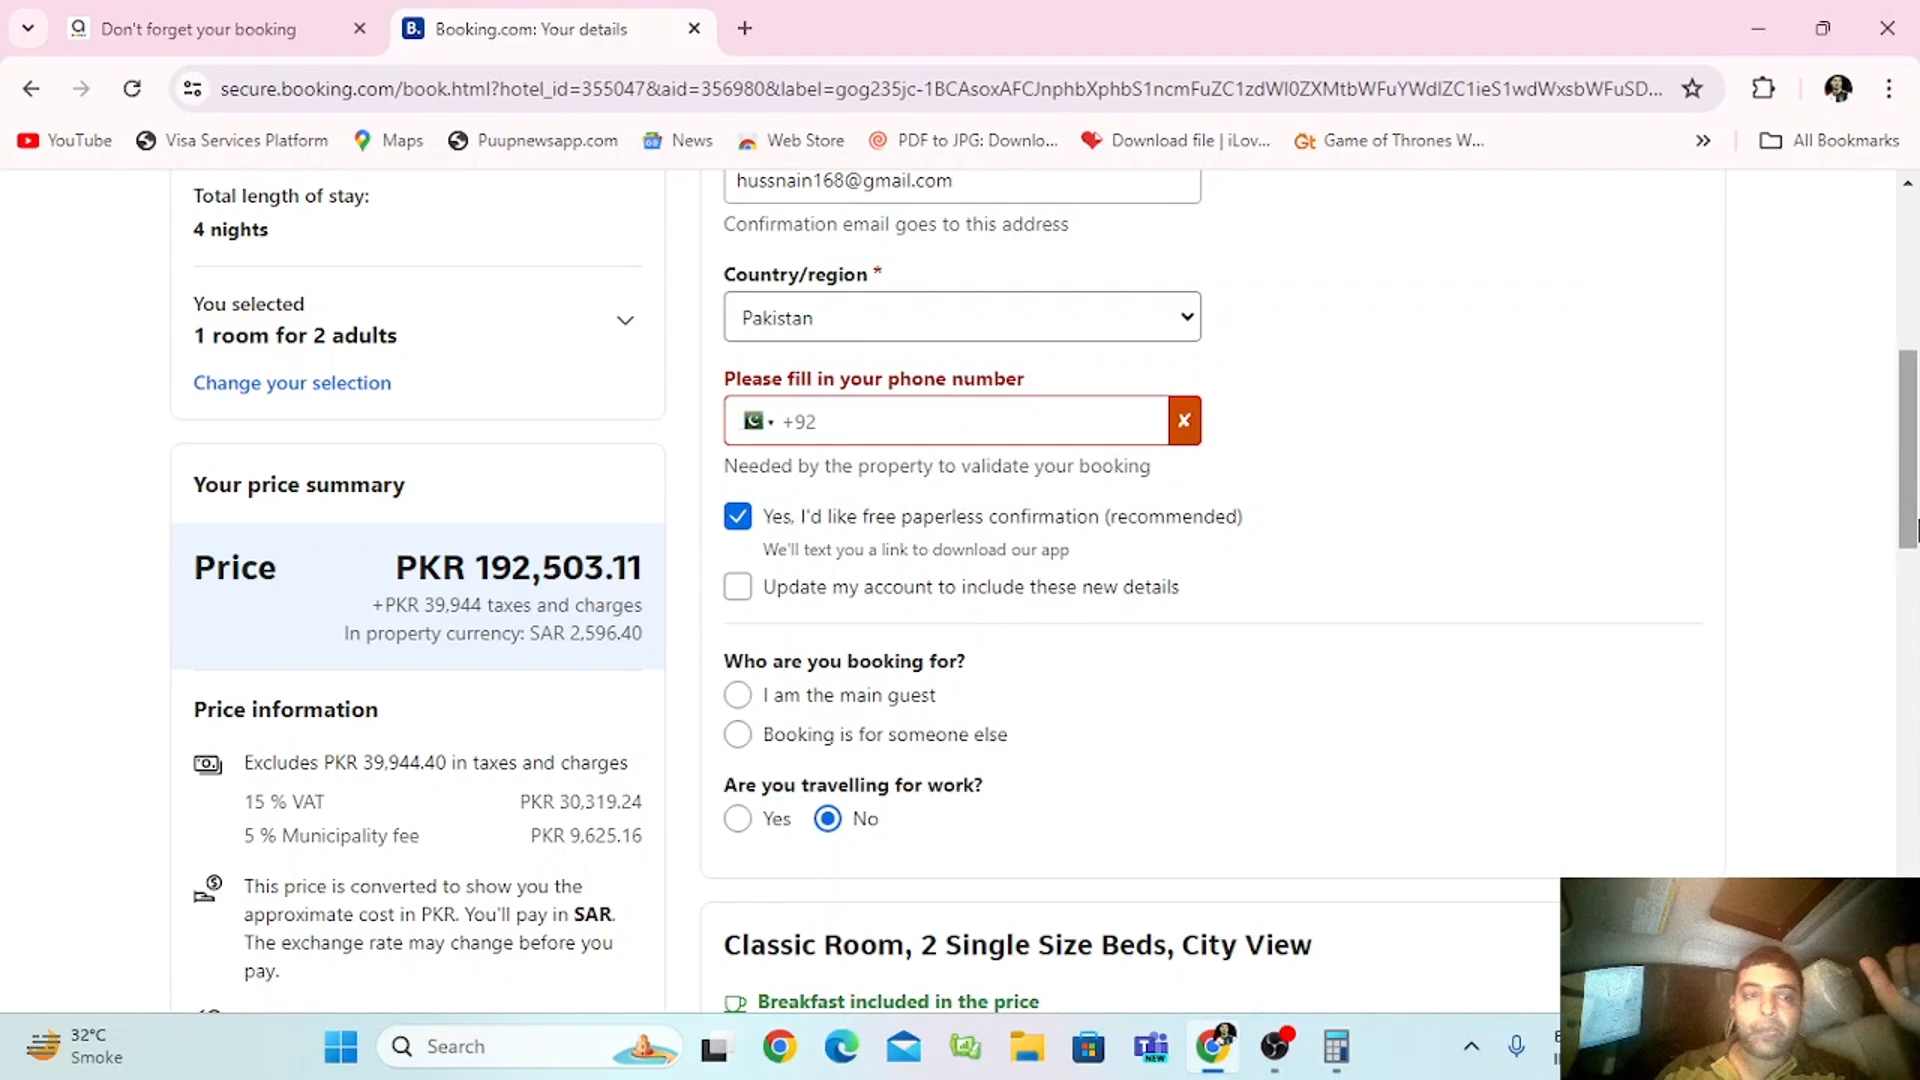 Don't forget your booking
B. Booking.com: Your details
secure.booking.com/book.html?hotel_id=355047&aid=356980&label=gog235jc-1BCAsoxAFCJnphbXphbS1ncmFuZC1zdWl0ZXMtbWFuYWdlZC1ieS1wdWxsbWFuSD...
YouTube Visa Services Platform Maps Puupnewsapp.com News Web Store PDF to JPG: Downlo... Download file | iLov... Gt Game of Thrones W... » All Bookmarks
Total length of stay:
4 nights
You selected
1 room for 2 adults
Change your selection
Your price summary
Price PKR 192,503.11
+PKR 39,944 taxes and charges
In property currency: SAR 2,596.40
Price information
Excludes PKR 39,944.40 in taxes and charges
15 % VAT PKR 30,319.24
5 % Municipality fee PKR 9,625.16
This price is converted to show you the
approximate cost in PKR. You'll pay in SAR.
The exchange rate may change before you
pay.
hussnain168@gmail.com
Confirmation email goes to this address
Country/region *
Pakistan
Please fill in your phone number
+92
Needed by the property to validate your booking
Yes, I'd like free paperless confirmation (recommended)
We'll text you a link to download our app
Update my account to include these new details
Who are you booking for?
I am the main guest
Booking is for someone else
Are you travelling for work?
Yes No
Classic Room, 2 Single Size Beds, City View
Breakfast included in the price
32°C
Smoke
Search
NEW